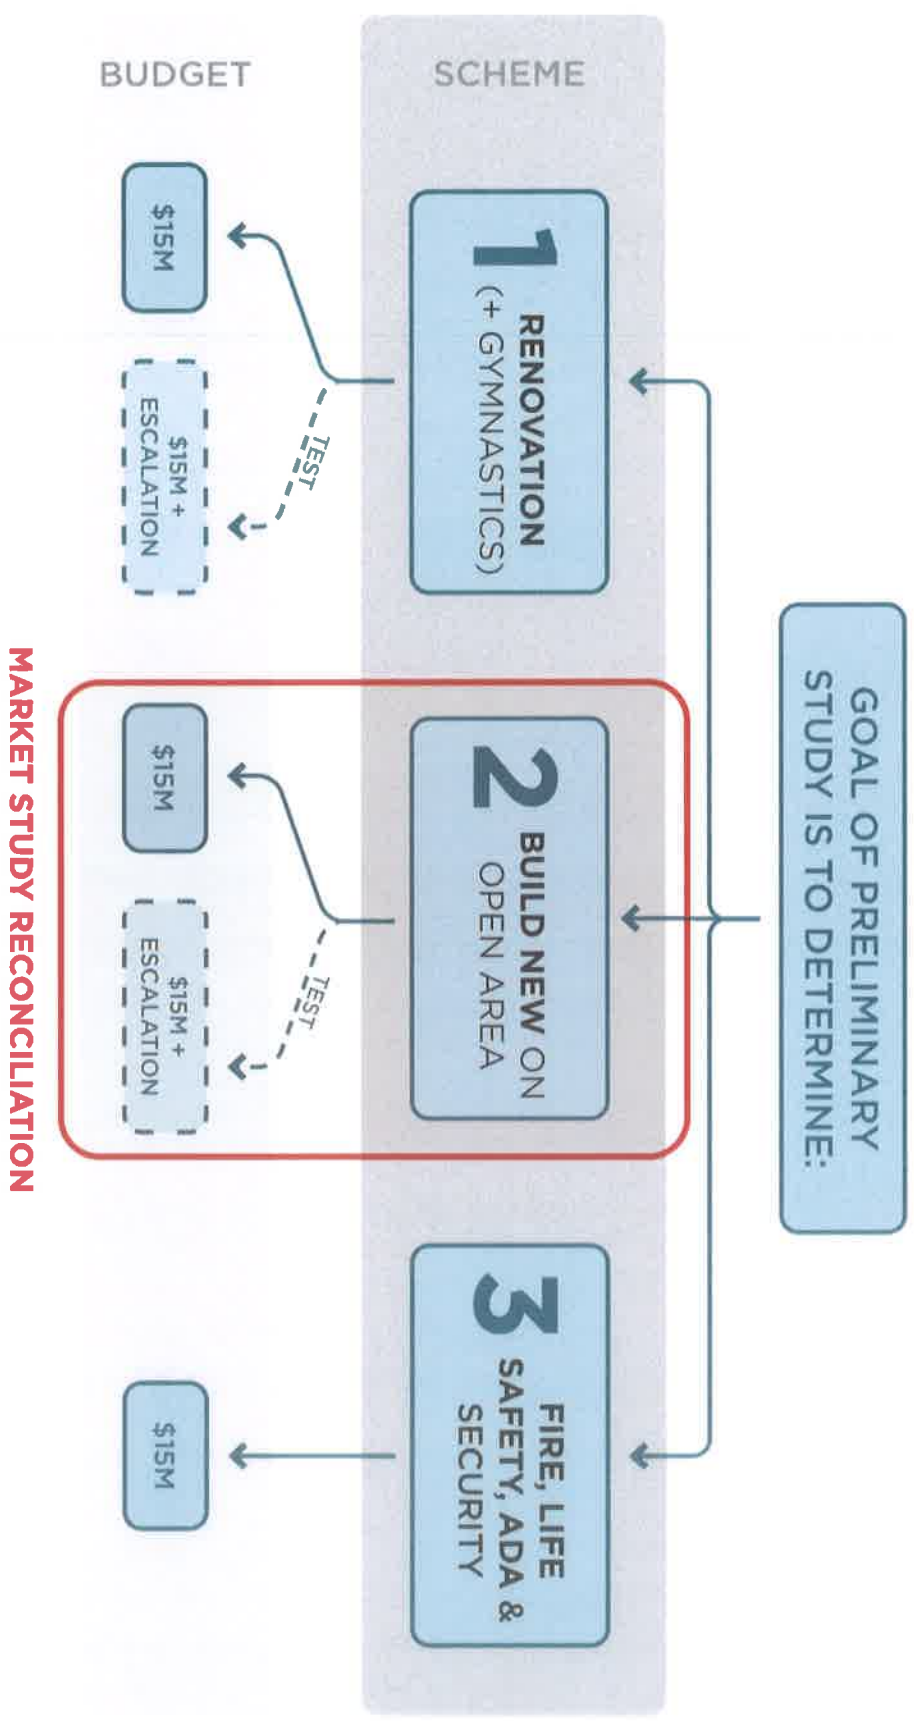 GOAL OF PRELIMINARY
STUDY IS TO DETERMINE:
SCHEME
1 RENOVATION
(+ GYMNASTICS)
2 BUILD NEW ON
OPEN AREA
3 FIRE, LIFE
SAFETY, ADA &
SECURITY
TEST
TEST
BUDGET
$15M
$15M +
ESCALATION
$15M
$15M +
ESCALATION
$15M
MARKET STUDY RECONCILIATION